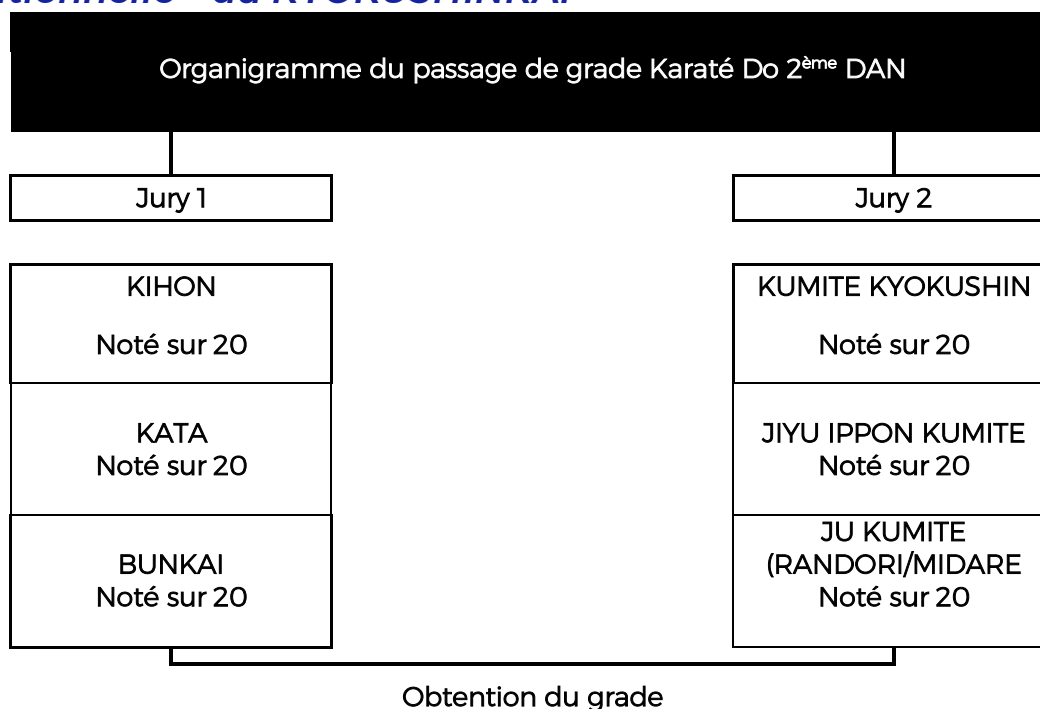 du KYOKUSHINKAI
Organigramme du passage de grade Karaté Do 2ème DAN
Jury 1
Jury 2
KIHON
Noté sur 20
KATA
Noté sur 20
BUNKAI
Noté sur 20
KUMITE KYOKUSHIN
Noté sur 20
JIYU IPPON KUMITE
Noté sur 20
JU KUMITE
(RANDORI/MIDARE
Noté sur 20
Obtention du grade